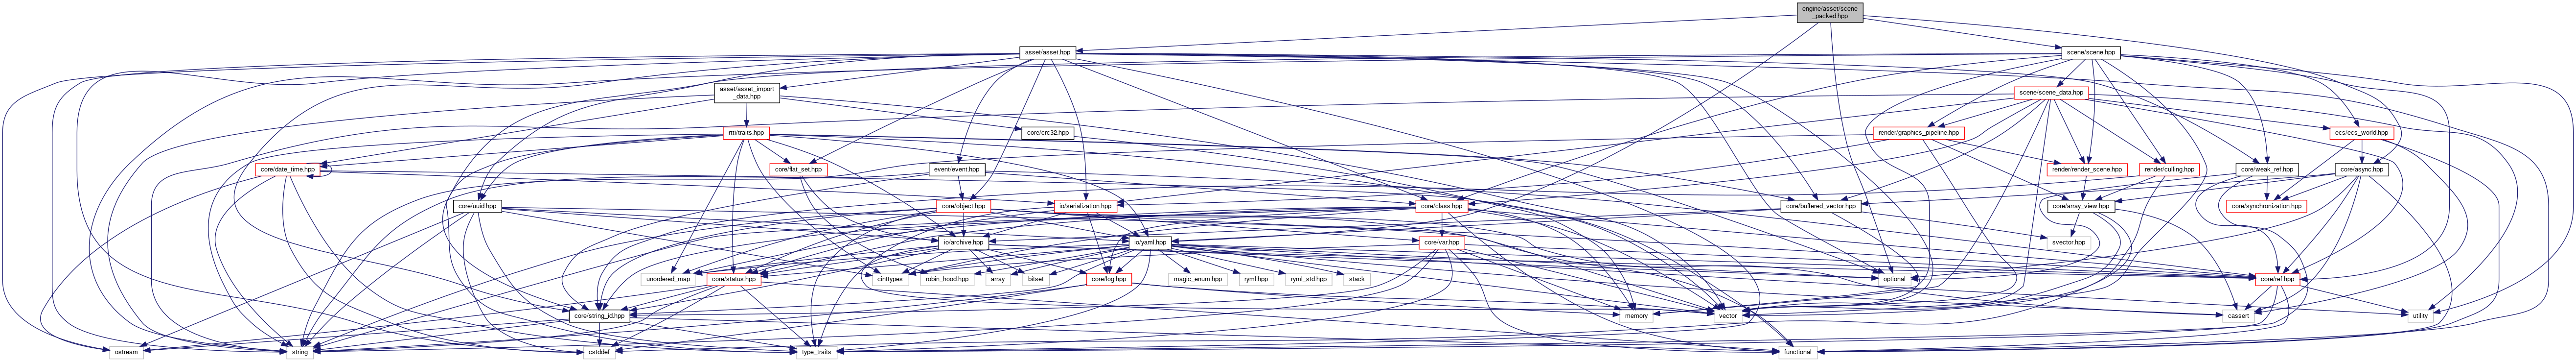 engine/asset/scene
_packed.hpp
asset/asset.hpp
scene/scene.hpp
asset/asset_import
_data.hpp
scene/scene_data.hpp
rtti/traits.hpp
core/crc32.hpp
render/graphics_pipeline.hpp
ecs/ecs_world.hpp
core/date_time.hpp
core/flat_set.hpp
event/event.hpp
render/render_scene.hpp
render/culling.hpp
core/weak_ref.hpp
core/async.hpp
core/uuid.hpp
core/object.hpp
io/serialization.hpp
core/class.hpp
core/buffered_vector.hpp
core/array_view.hpp
core/synchronization.hpp
io/archive.hpp
io/yaml.hpp
core/var.hpp
svector.hpp
unordered_map
core/status.hpp
cinttypes
robin_hood.hpp
array
bitset
core/log.hpp
magic_enum.hpp
ryml.hpp
ryml_std.hpp
stack
optional
core/ref.hpp
core/string_id.hpp
memory
vector
cassert
utility
ostream
string
cstddef
type_traits
functional